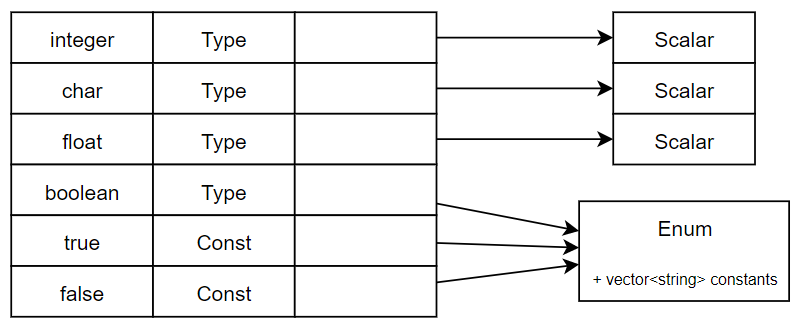 integer Type Scalar
char Type Scalar
float Type Scalar
boolean Type
Enum
true Const
+ vector<string> constants
false Const